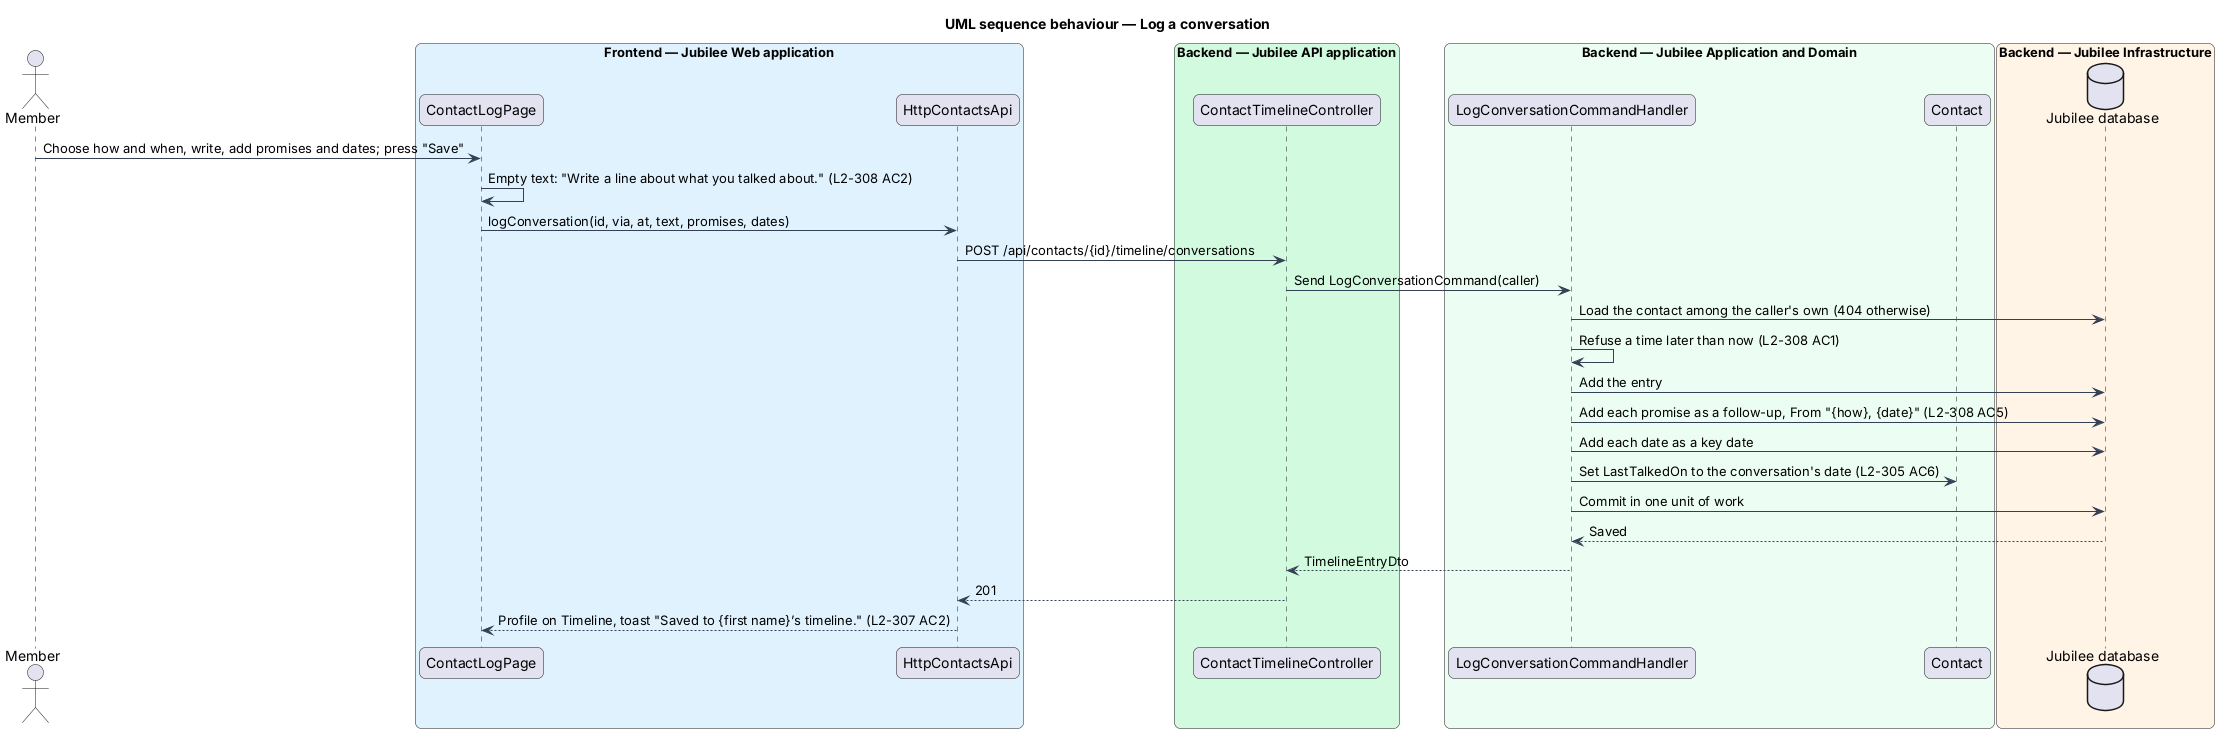 UML sequence behaviour — Log a conversation
Frontend — Jubilee Web application
Backend — Jubilee API application
Backend — Jubilee Application and Domain
Backend — Jubilee Infrastructure
Member
ContactLogPage
HttpContactsApi
ContactTimelineController
LogConversationCommandHandler
Contact
Jubilee database
Choose how and when, write, add promises and dates; press "Save"
Empty text: "Write a line about what you talked about." (L2-308 AC2)
logConversation(id, via, at, text, promises, dates)
POST /api/contacts/{id}/timeline/conversations
Send LogConversationCommand(caller)
Load the contact among the caller's own (404 otherwise)
Refuse a time later than now (L2-308 AC1)
Add the entry
Add each promise as a follow-up, From "{how}, {date}" (L2-308 AC5)
Add each date as a key date
Set LastTalkedOn to the conversation's date (L2-305 AC6)
Commit in one unit of work
Saved
TimelineEntryDto
201
Profile on Timeline, toast "Saved to {first name}’s timeline." (L2-307 AC2)
Member
ContactLogPage
HttpContactsApi
ContactTimelineController
LogConversationCommandHandler
Contact
Jubilee database